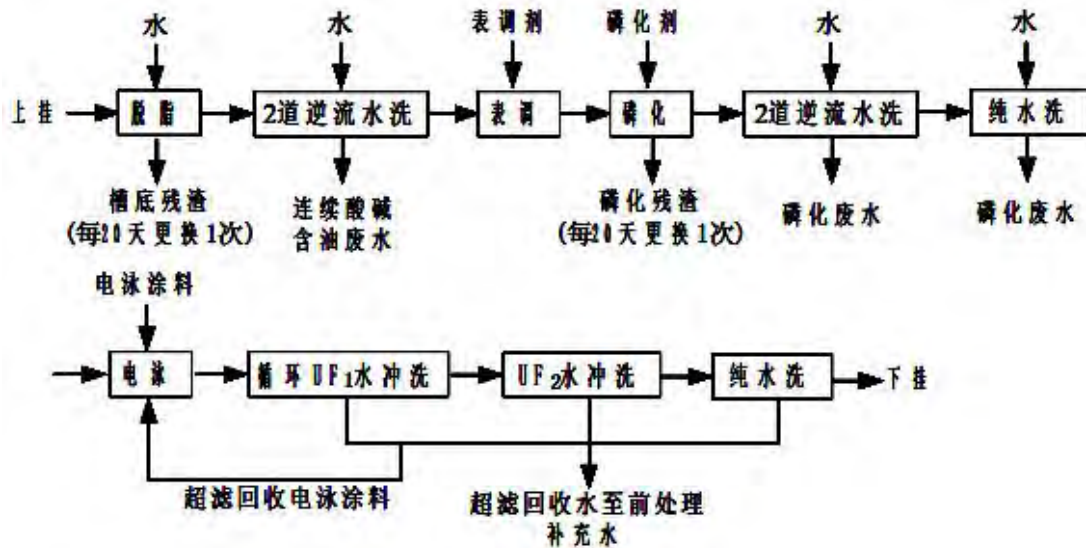 水 水 表调剂 磷化剂 水 水
上挂 脱脂 2道逆流水洗 表调 磷化 2道逆流水洗 纯水洗
槽底残渣 连续酸碱 磷化残渣 磷化废水 磷化废水
(每20天更换1次) 含油废水 (每20天更换1次)
电泳涂料
电泳 循环UF₁水冲洗 UF₂水冲洗 纯水洗 下挂
超滤回收电泳涂料 超滤回收水至前处理
补充水